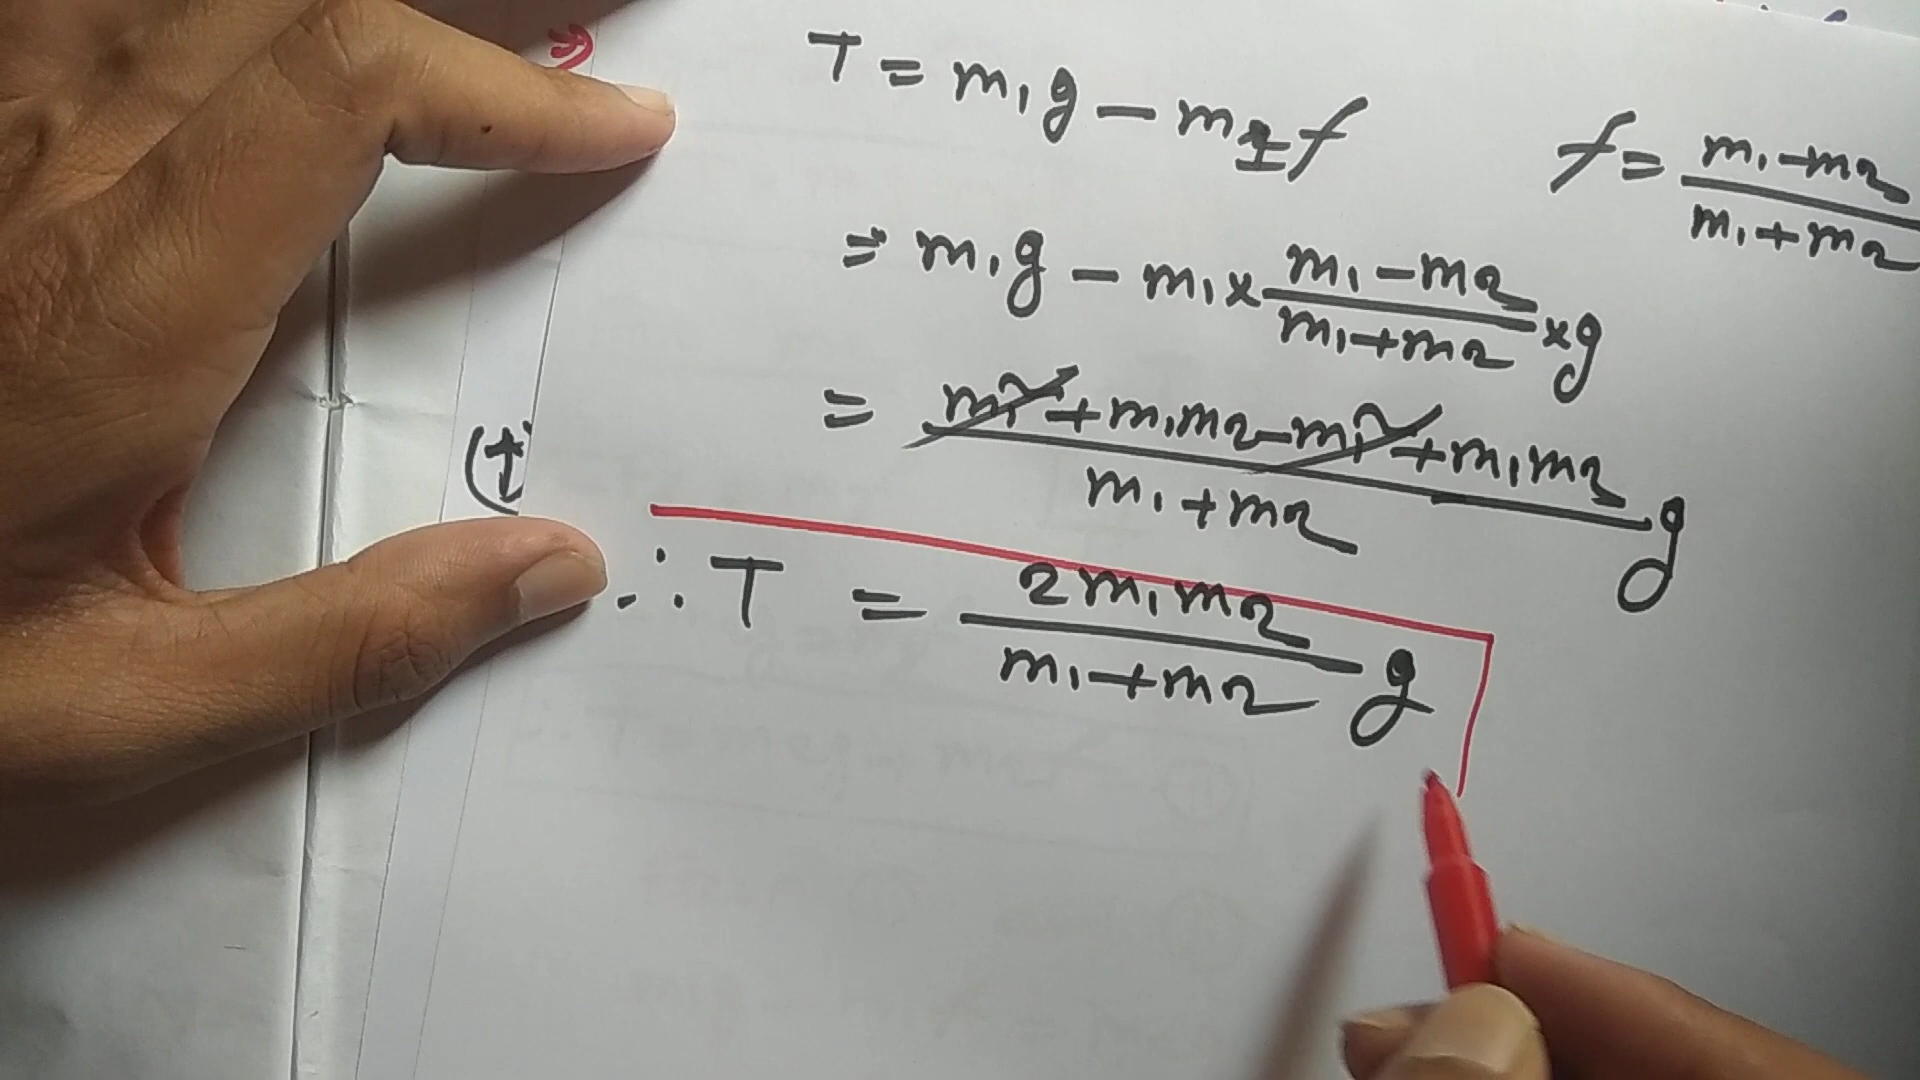 T = m₁g − m₁f f = m₁−m₂/m₁+m₂
= m₁g − m₁ × m₁−m₂/m₁+m₂ × g
= m₁²+m₁m₂−m₁²+m₁m₂/m₁+m₂ g
∴ T = 2m₁m₂/m₁+m₂ g